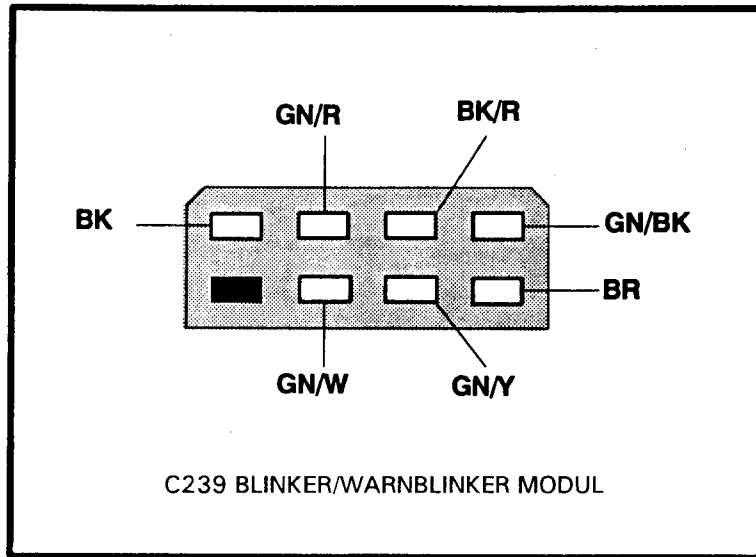 GN/R
BK/R
BK
GN/BK
BR
GN/W
GN/Y
C239 BLINKER/WARNBLINKER MODUL